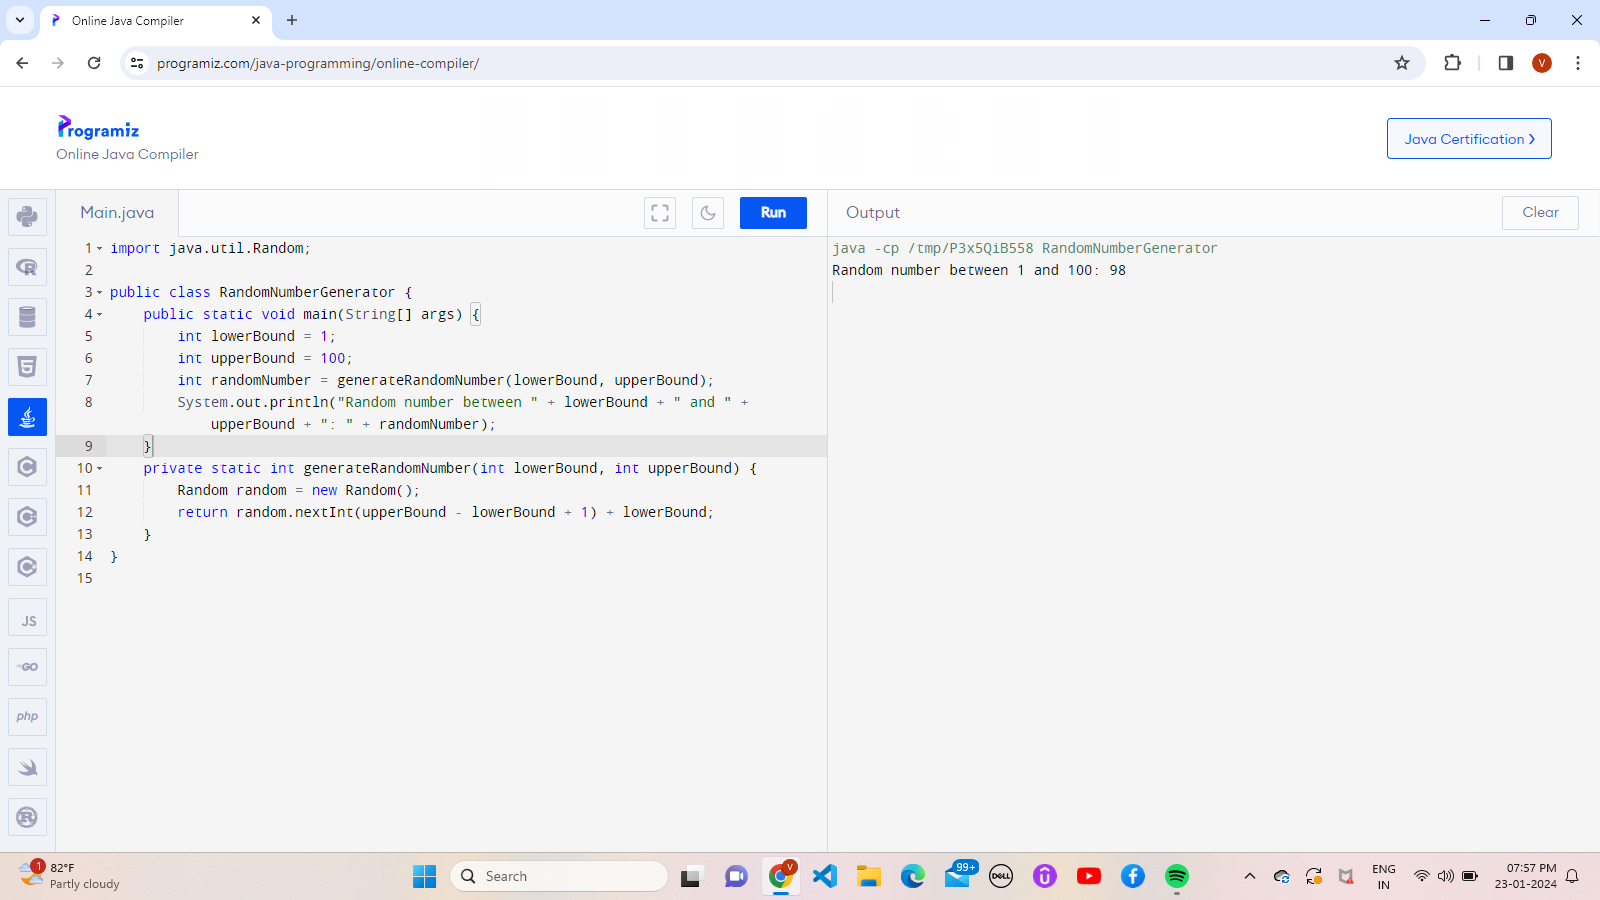 Online Java Compiler
programiz.com/java-programming/online-compiler/
V
Programiz
Online Java Compiler
Java Certification
Main.java
Run
Output
Clear
1 import java.util.Random;
2
3 public class RandomNumberGenerator {
4 public static void main(String[] args) {
5 int lowerBound = 1;
6 int upperBound = 100;
7 int randomNumber = generateRandomNumber(lowerBound, upperBound);
8 System.out.println("Random number between " + lowerBound + " and " +
upperBound + ": " + randomNumber);
9 }
10 private static int generateRandomNumber(int lowerBound, int upperBound) {
11 Random random = new Random();
12 return random.nextInt(upperBound - lowerBound + 1) + lowerBound;
13 }
14 }
15
java -cp /tmp/P3x5QiB558 RandomNumberGenerator
Random number between 1 and 100: 98
R
5
C
C
C
JS
GO
php
R
1
82°F
Partly cloudy
Search
V
99+
DELL
ENG
IN
07:57 PM
23-01-2024